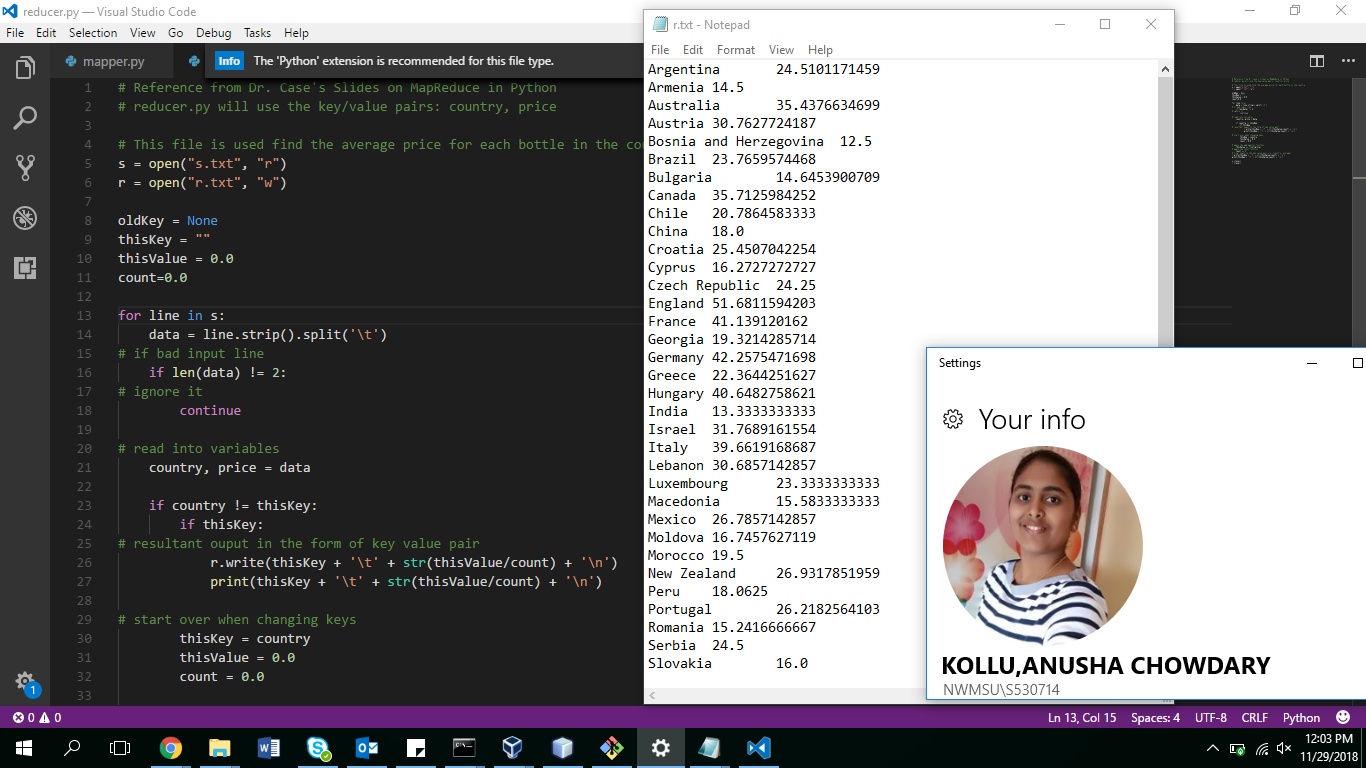 reducer.py — Visual Studio Code
File Edit Selection View Go Debug Tasks Help
mapper.py
Info The 'Python' extension is recommended for this file type.
1 # Reference from Dr. Case's Slides on MapReduce in Python
2 # reducer.py will use the key/value pairs: country, price
3
4 # This file is used find the average price for each bottle in the
5 s = open("s.txt", "r")
6 r = open("r.txt", "w")
7
8 oldKey = None
9 thisKey = ""
10 thisValue = 0.0
11 count=0.0
12
13 for line in s:
14 data = line.strip().split('\t')
15 # if bad input line
16 if len(data) != 2:
17 # ignore it
18 continue
19
20 # read into variables
21 country, price = data
22
23 if country != thisKey:
24 if thisKey:
25 # resultant ouput in the form of key value pair
26 r.write(thisKey + '\t' + str(thisValue/count) + '\n')
27 print(thisKey + '\t' + str(thisValue/count) + '\n')
28
29 # start over when changing keys
30 thisKey = country
31 thisValue = 0.0
32 count = 0.0
33
r.txt - Notepad
File Edit Format View Help
Argentina 24.5101171459
Armenia 14.5
Australia 35.4376634699
Austria 30.7627724187
Bosnia and Herzegovina 12.5
Brazil 23.7659574468
Bulgaria 14.6453900709
Canada 35.7125984252
Chile 20.7864583333
China 18.0
Croatia 25.4507042254
Cyprus 16.2727272727
Czech Republic 24.25
England 51.6811594203
France 41.139120162
Georgia 19.3214285714
Germany 42.2575471698
Greece 22.3644251627
Hungary 40.6482758621
India 13.3333333333
Israel 31.7689161554
Italy 39.6619168687
Lebanon 30.6857142857
Luxembourg 23.3333333333
Macedonia 15.5833333333
Mexico 26.7857142857
Moldova 16.7457627119
Morocco 19.5
New Zealand 26.9317851959
Peru 18.0625
Portugal 26.2182564103
Romania 15.2416666667
Serbia 24.5
Slovakia 16.0
Settings
Your info
KOLLU,ANUSHA CHOWDARY
NWMSU\S530714
1
0 0
Ln 13, Col 15 Spaces: 4 UTF-8 CRLF Python
12:03 PM
11/29/2018